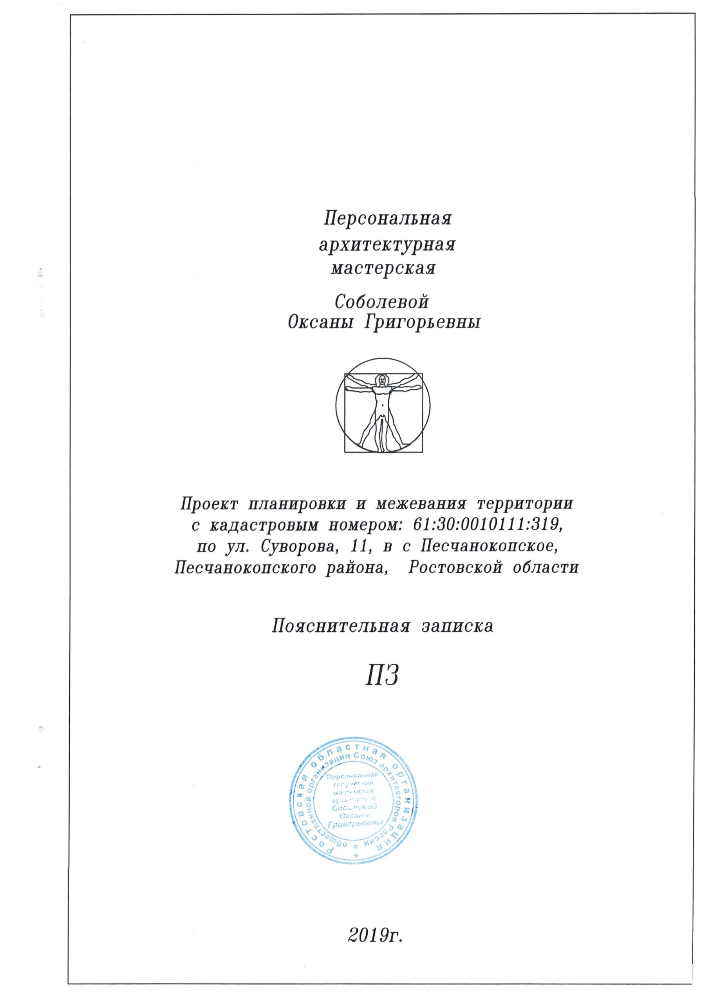 Персональная
архитектурная
мастерская
Соболевой
Оксаны Григорьевны
Проект планировки и межевания территории
с кадастровым номером: 61:30:0010111:319,
по ул. Суворова, 11, в с Песчанокопское,
Песчанокопского района, Ростовской области
Пояснительная записка
ПЗ
Ростовская областная организация *
общественной организации Союз архитекторов России *
Персональная
творческая
мастерская
архитектора
Соболевой
Оксаны
Григорьевны
2019г.